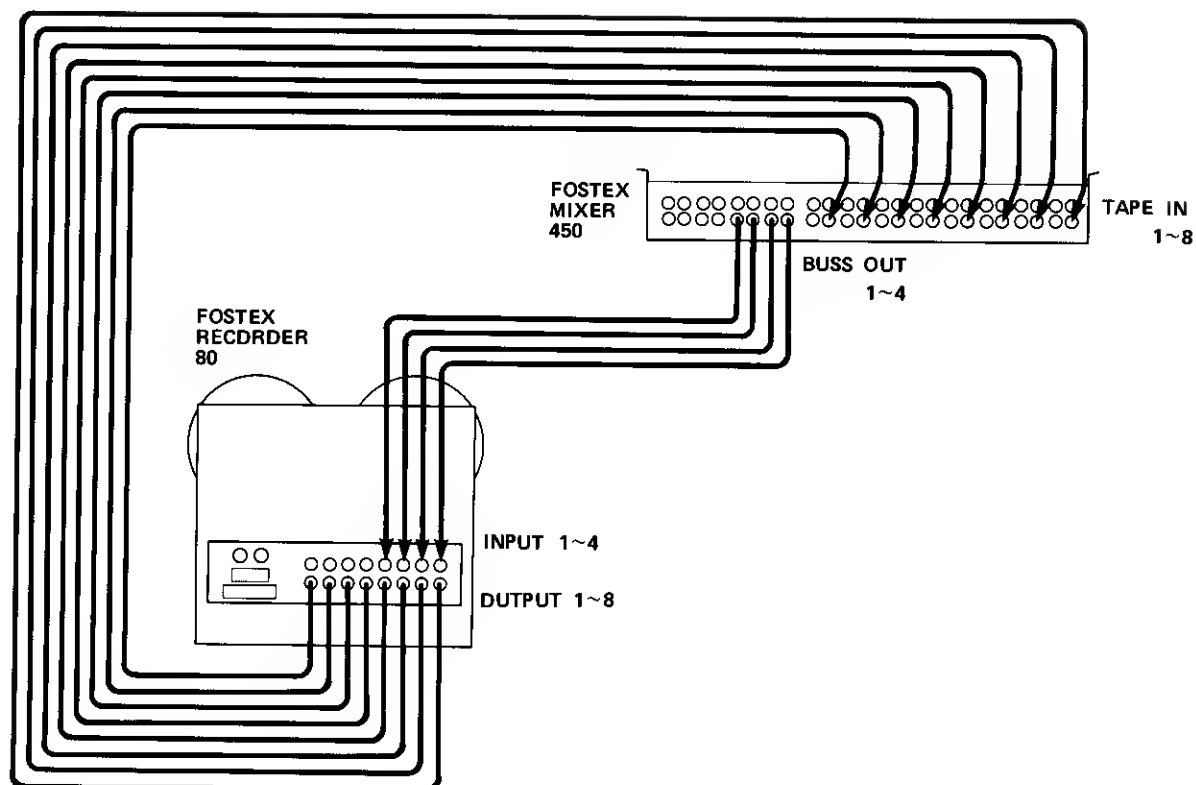 FOSTEX
MIXER
450
TAPE IN
1~8
BUSS OUT
1~4
FOSTEX
RECDRDER
80
INPUT 1~4
DUTPUT 1~8